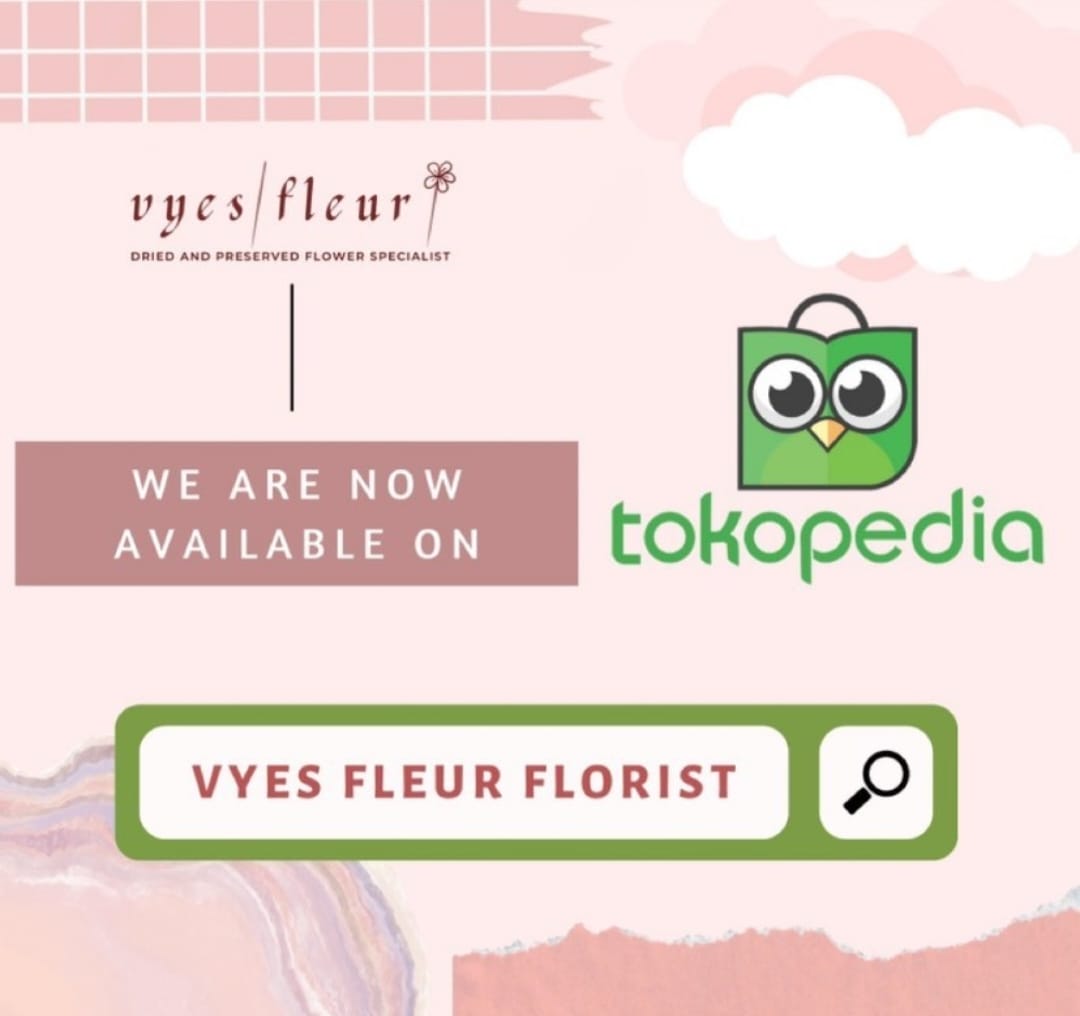 vyes fleur
DRIED AND PRESERVED FLOWER SPECIALIST
WE ARE NOW
AVAILABLE ON
tokopedia
VYES FLEUR FLORIST